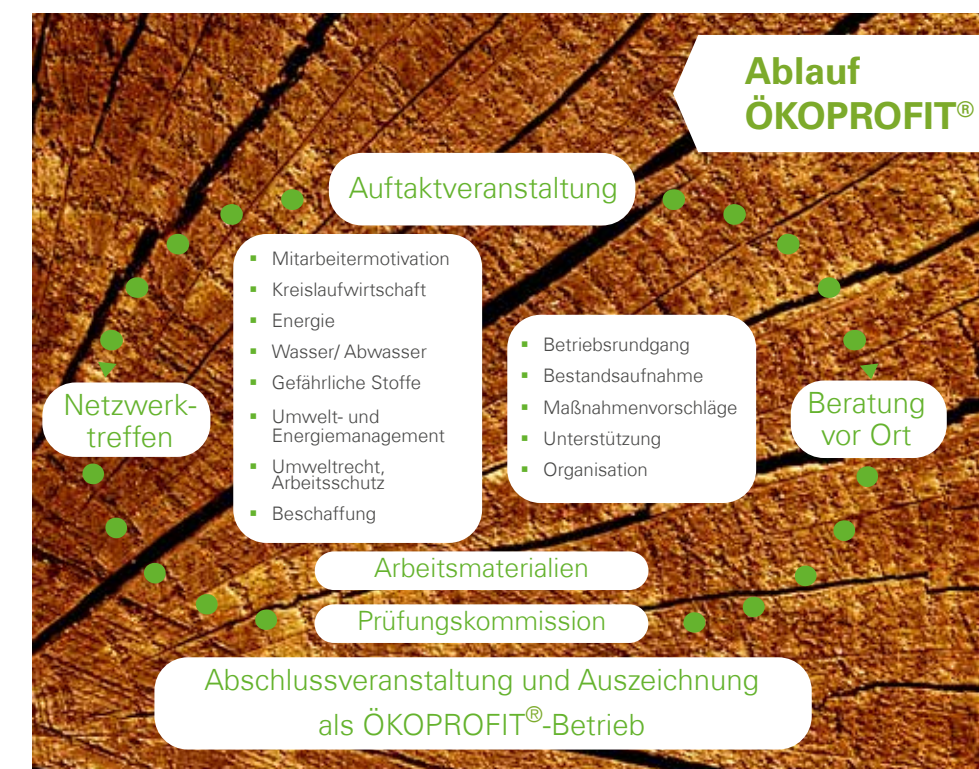 Ablauf
ÖKOPROFIT®
Auftaktveranstaltung
Netzwerk-
treffen
▪ Mitarbeitermotivation
▪ Kreislaufwirtschaft
▪ Energie
▪ Wasser/ Abwasser
▪ Gefährliche Stoffe
▪ Umwelt- und
Energiemanagement
▪ Umweltrecht,
Arbeitsschutz
▪ Beschaffung
▪ Betriebsrundgang
▪ Bestandsaufnahme
▪ Maßnahmenvorschläge
▪ Unterstützung
▪ Organisation
Beratung
vor Ort
Arbeitsmaterialien
Prüfungskommission
Abschlussveranstaltung und Auszeichnung
als ÖKOPROFIT®-Betrieb